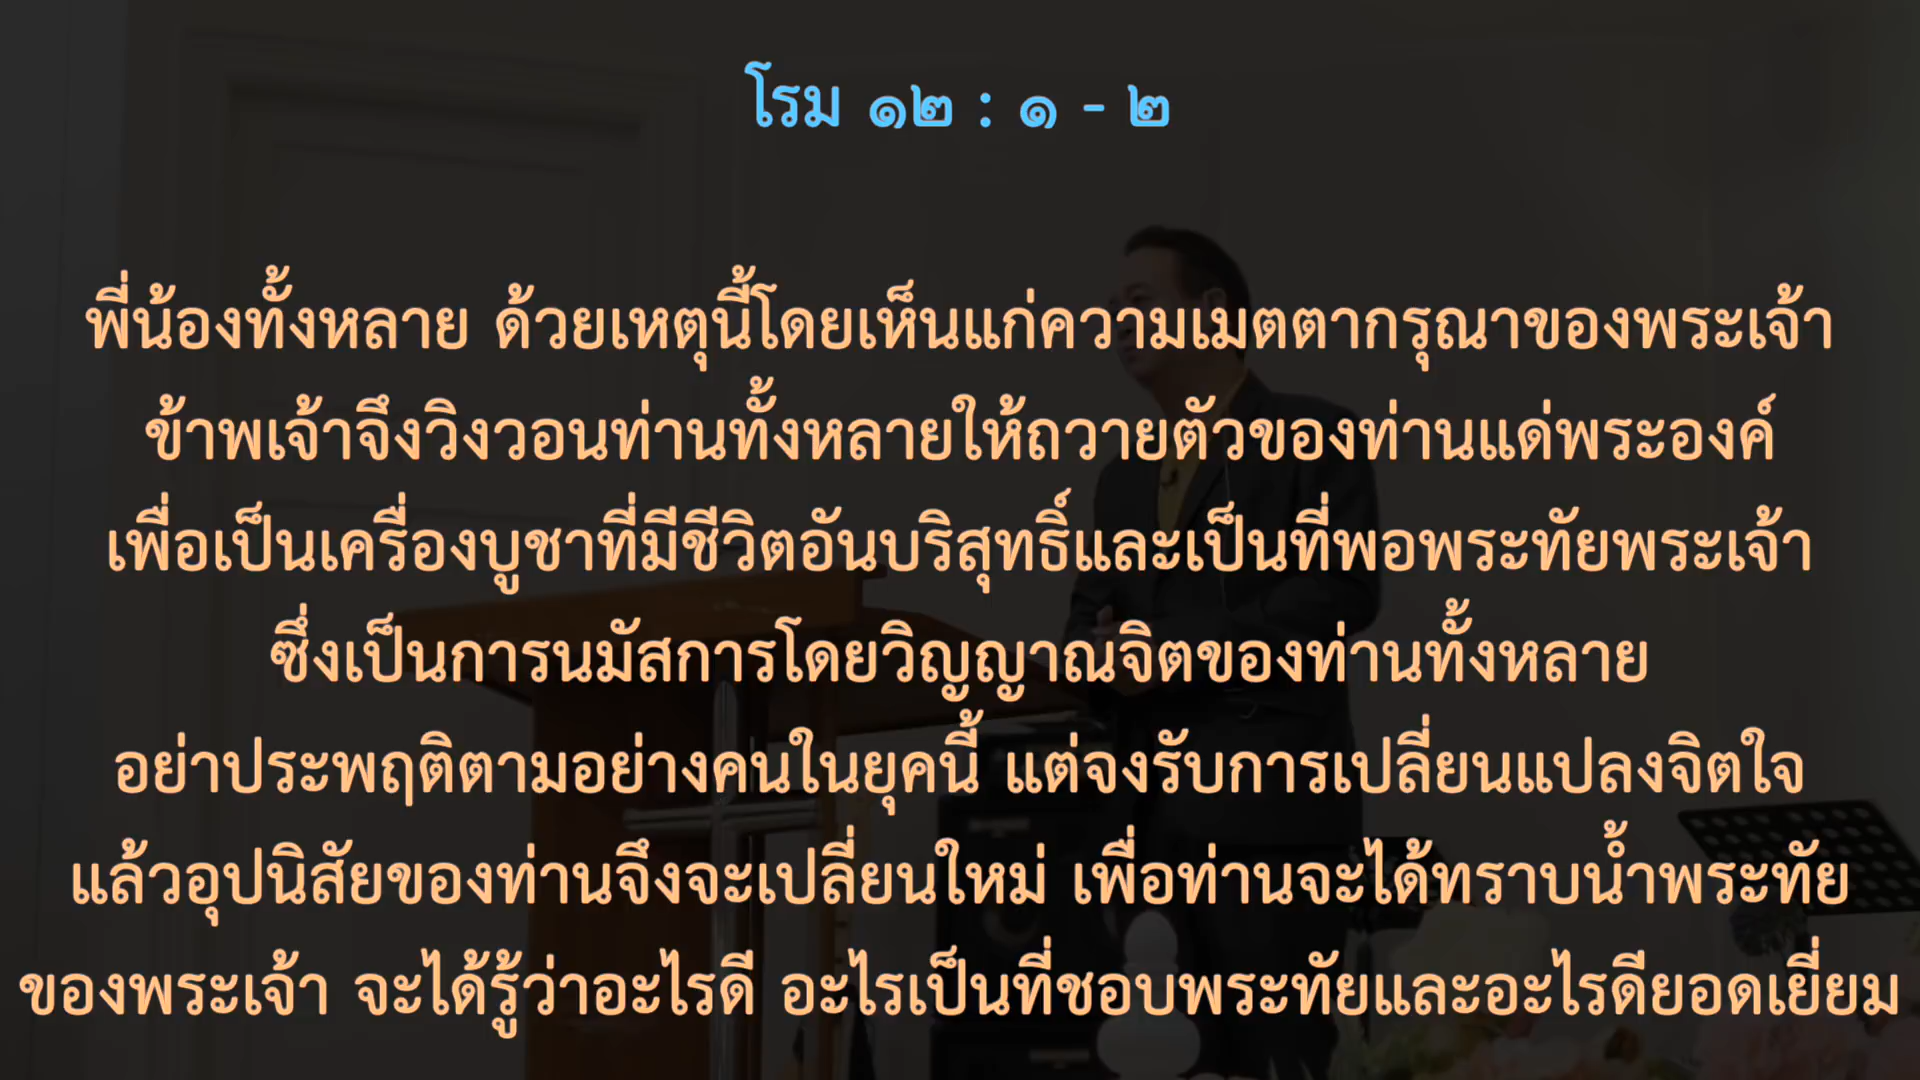 โรม ๑๒ : ๑ - ๒
พี่น้องทั้งหลาย ด้วยเหตุนี้โดยเห็นแก่ความเมตตากรุณาของพระเจ้า
ข้าพเจ้าจึงวิงวอนท่านทั้งหลายให้ถวายตัวของท่านแด่พระองค์
เพื่อเป็นเครื่องบูชาที่มีชีวิตอันบริสุทธิ์และเป็นที่พอพระทัยพระเจ้า
ซึ่งเป็นการนมัสการโดยวิญญาณจิตของท่านทั้งหลาย
อย่าประพฤติตามอย่างคนในยุคนี้ แต่จงรับการเปลี่ยนแปลงจิตใจ
แล้วอุปนิสัยของท่านจึงจะเปลี่ยนใหม่ เพื่อท่านจะได้ทราบน้ำพระทัย
ของพระเจ้า จะได้รู้ว่าอะไรดี อะไรเป็นที่ชอบพระทัยและอะไรดียอดเยี่ยม